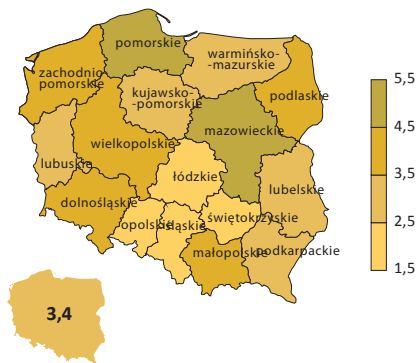 pomorskie
warmińsko-
-mazurskie
zachodnio
pomorskie
kujawsko-
-pomorskie
podlaskie
mazowieckie
wielkopolskie
lubuskie
łódzkie
lubelskie
dolnośląskie
opolskie
śląskie
świętokrzyskie
małopolskie
podkarpackie
5,5
4,5
3,5
2,5
1,5
3,4